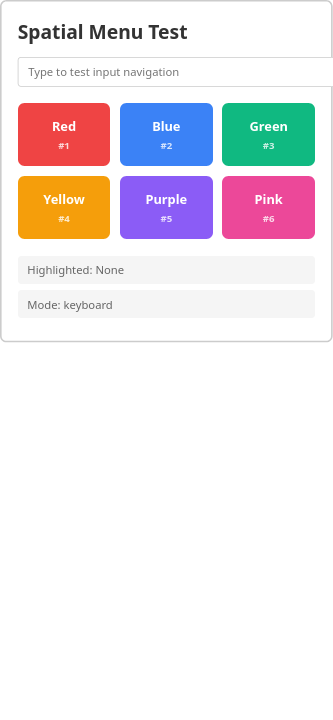 Spatial Menu Test
Type to test input navigation
Red
#1
Blue
#2
Green
#3
Yellow
#4
Purple
#5
Pink
#6
Highlighted: None
Mode: keyboard